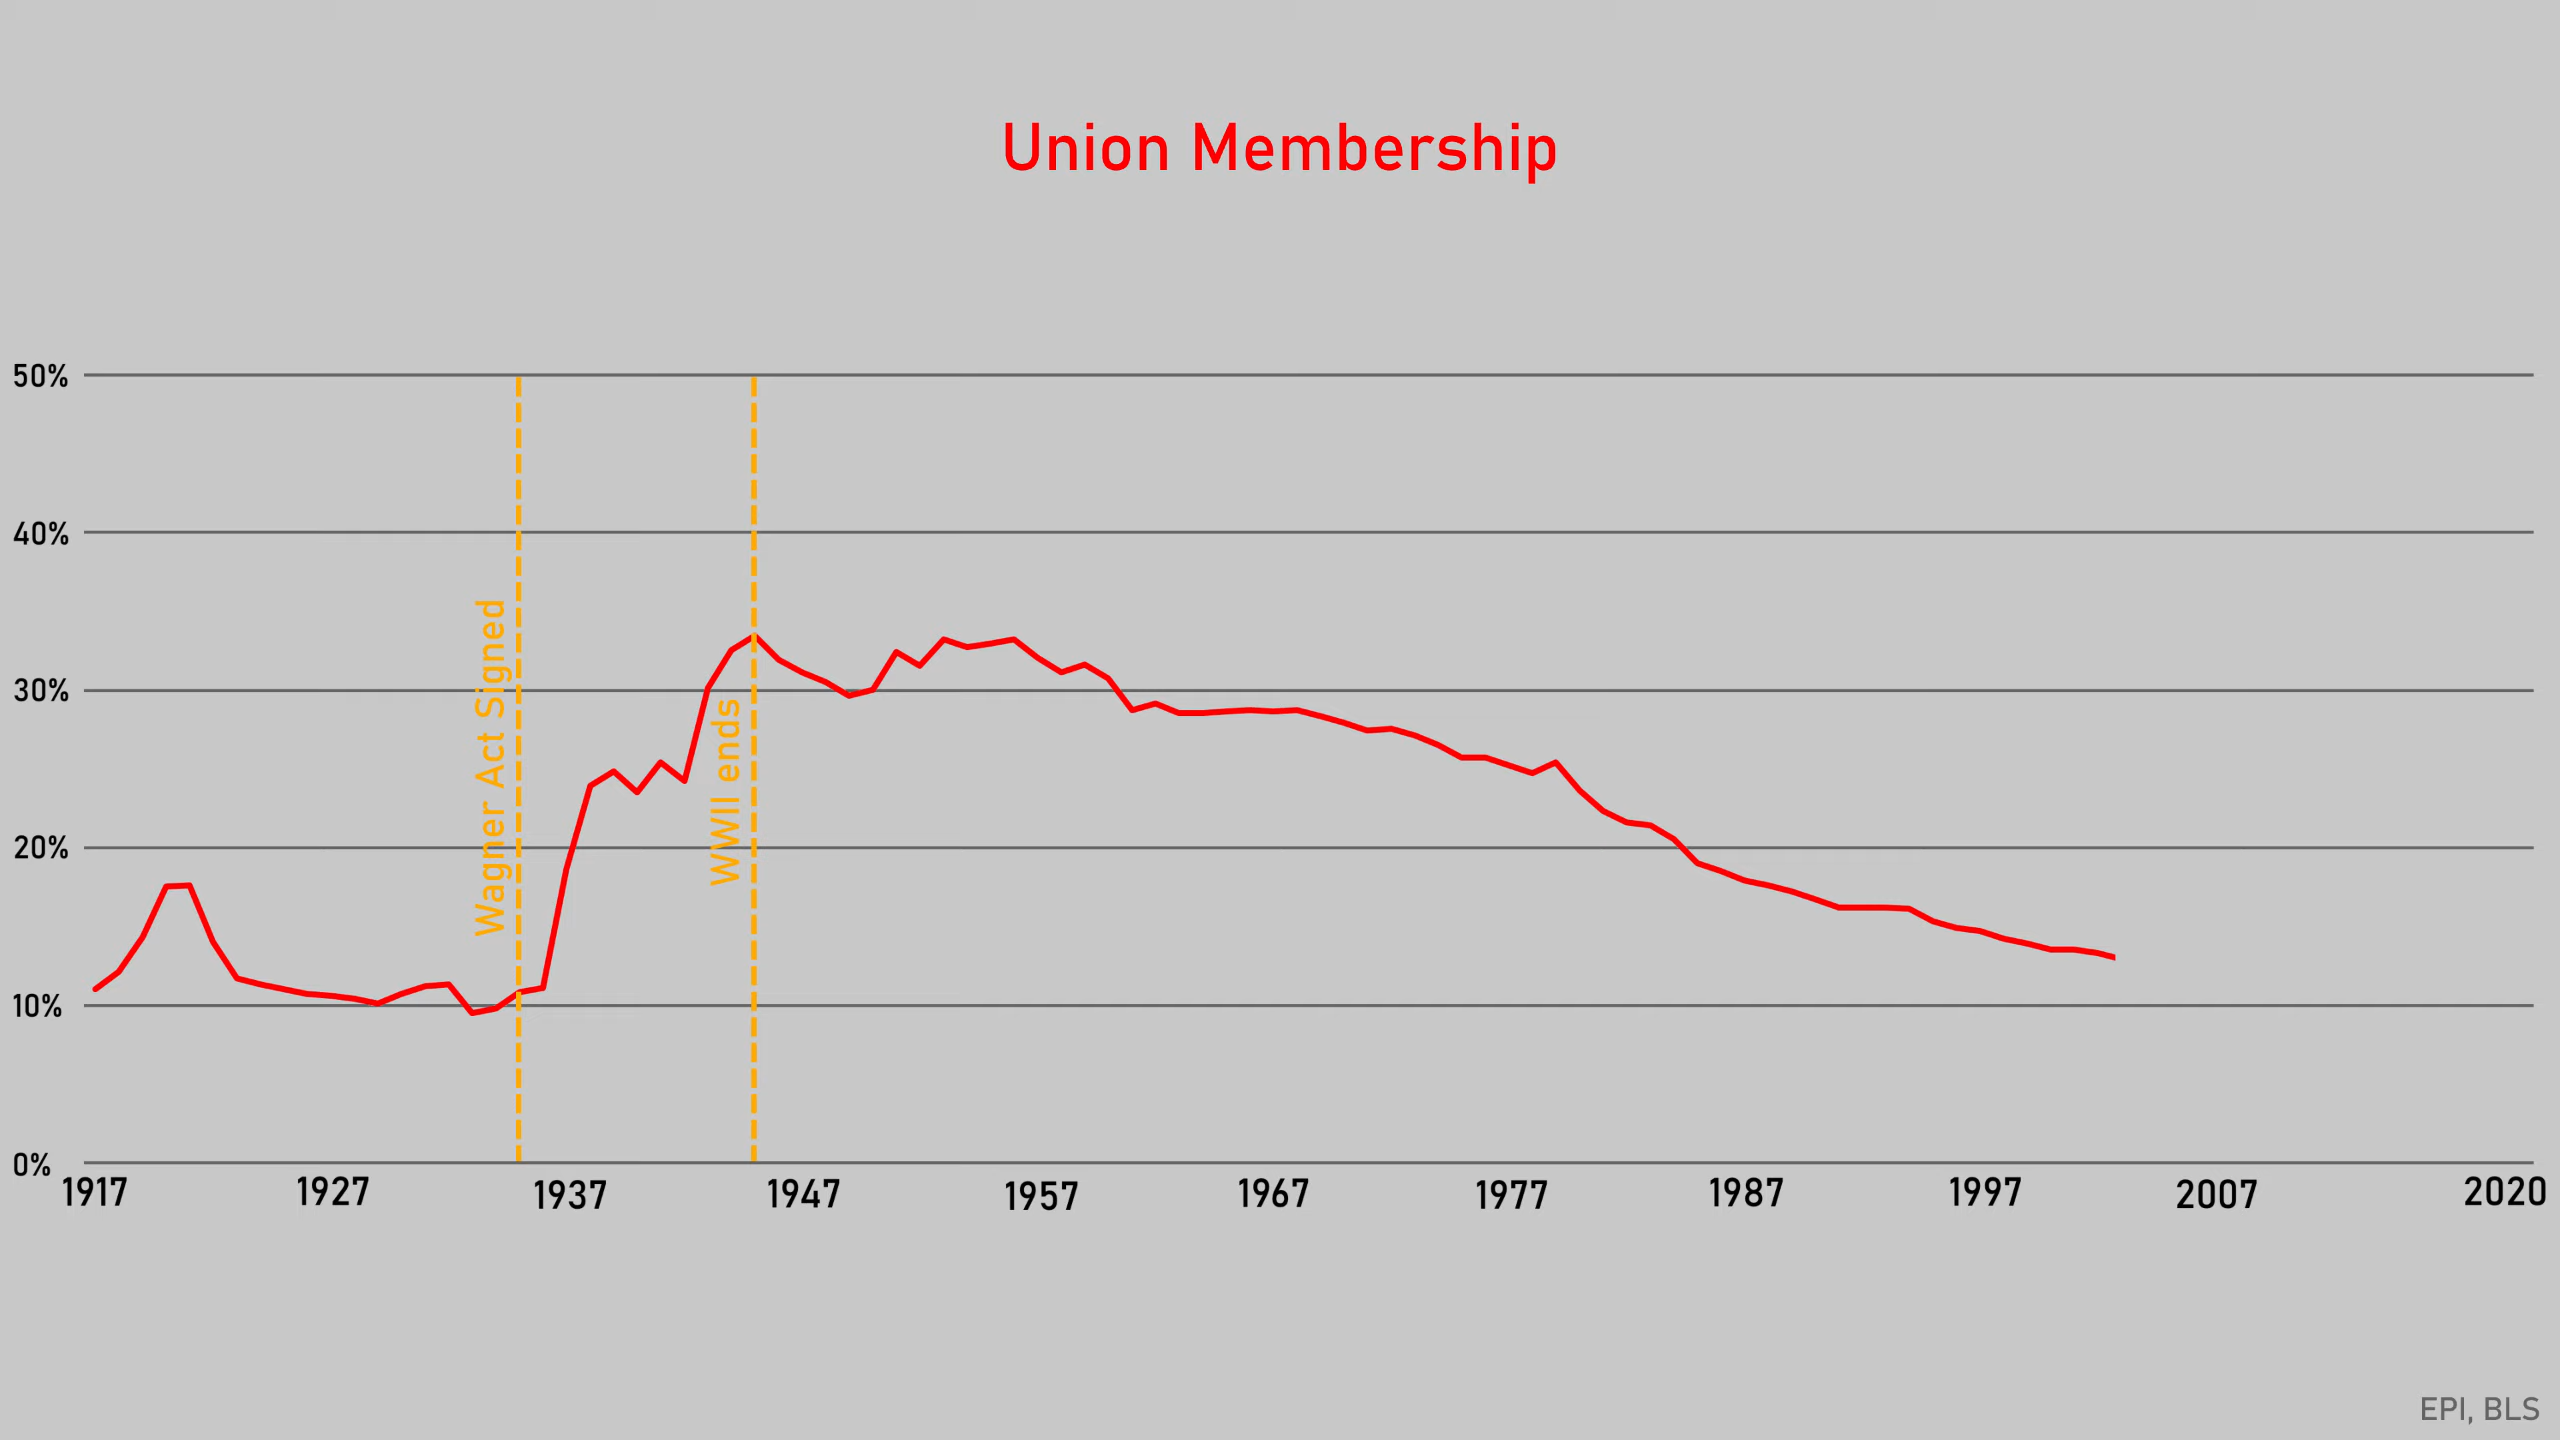 Union Membership
50%
40%
30%
20%
10%
0%
Wagner Act Signed
WWII ends
1917 1927 1937 1947 1957 1967 1977 1987 1997 2007 2020
EPI, BLS